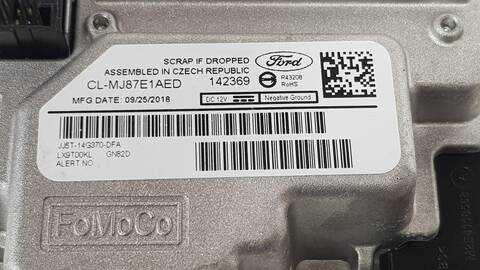 SCRAP IF DROPPED
ASSEMBLED IN CZECH REPUBLIC
CL-MJ87E1AED 142369
MFG DATE: 09/25/2018
Ford
R43208
RoHS
DC 12V Negative Ground
JJ5T-14G370-DFA
LX9T00KL GN82D
ALERT NO
FoMoCo